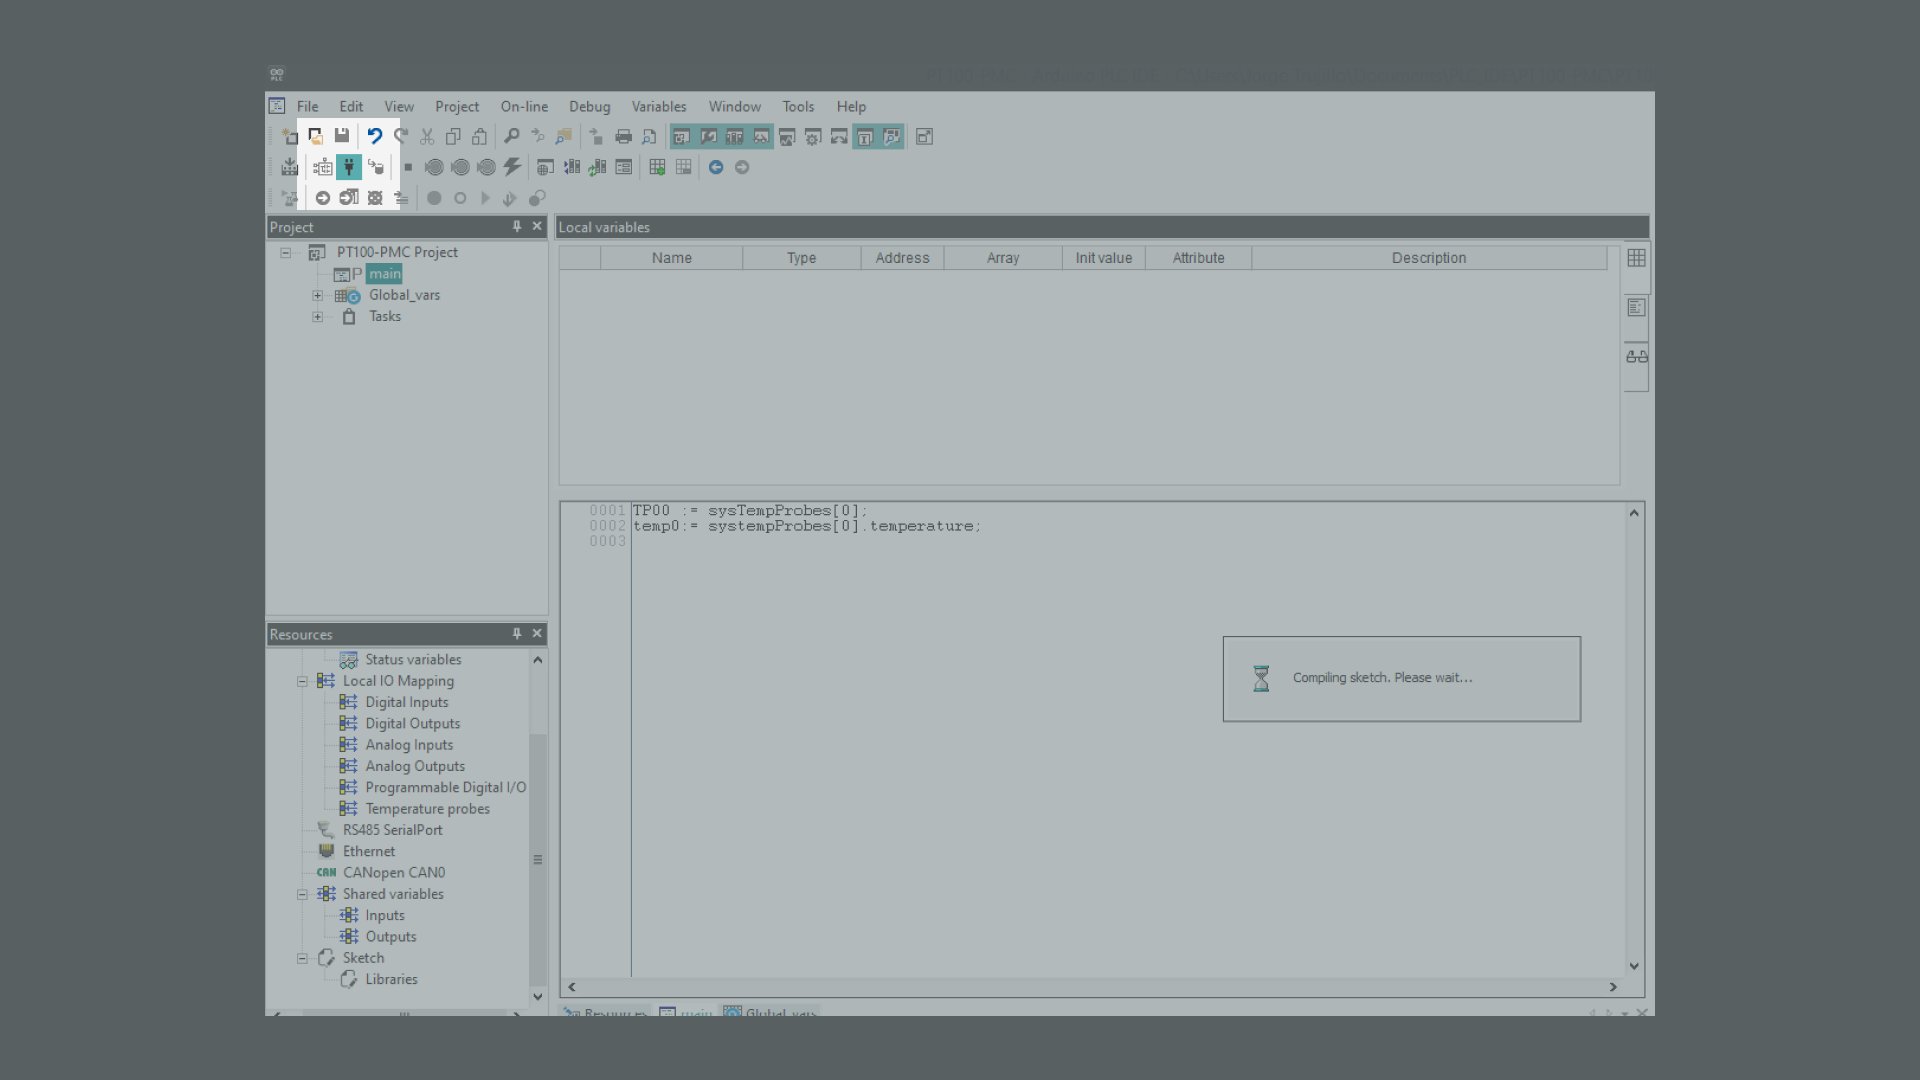 PLC
File Edit View Project On-line Debug Variables Window Tools Help
Project
PT100-PMC Project
P main
Global_vars
Tasks
Local variables
Name Type Address Array Init value Attribute Description
0001 TP00 := sysTempProbes[0];
0002 temp0:= systempProbes[0].temperature;
0003
Compiling sketch. Please wait...
Resources
Status variables
Local IO Mapping
Digital Inputs
Digital Outputs
Analog Inputs
Analog Outputs
Programmable Digital I/O
Temperature probes
RS485 SerialPort
Ethernet
CAN CANopen CAN0
Shared variables
Inputs
Outputs
Sketch
Libraries
Resources main Global_vars